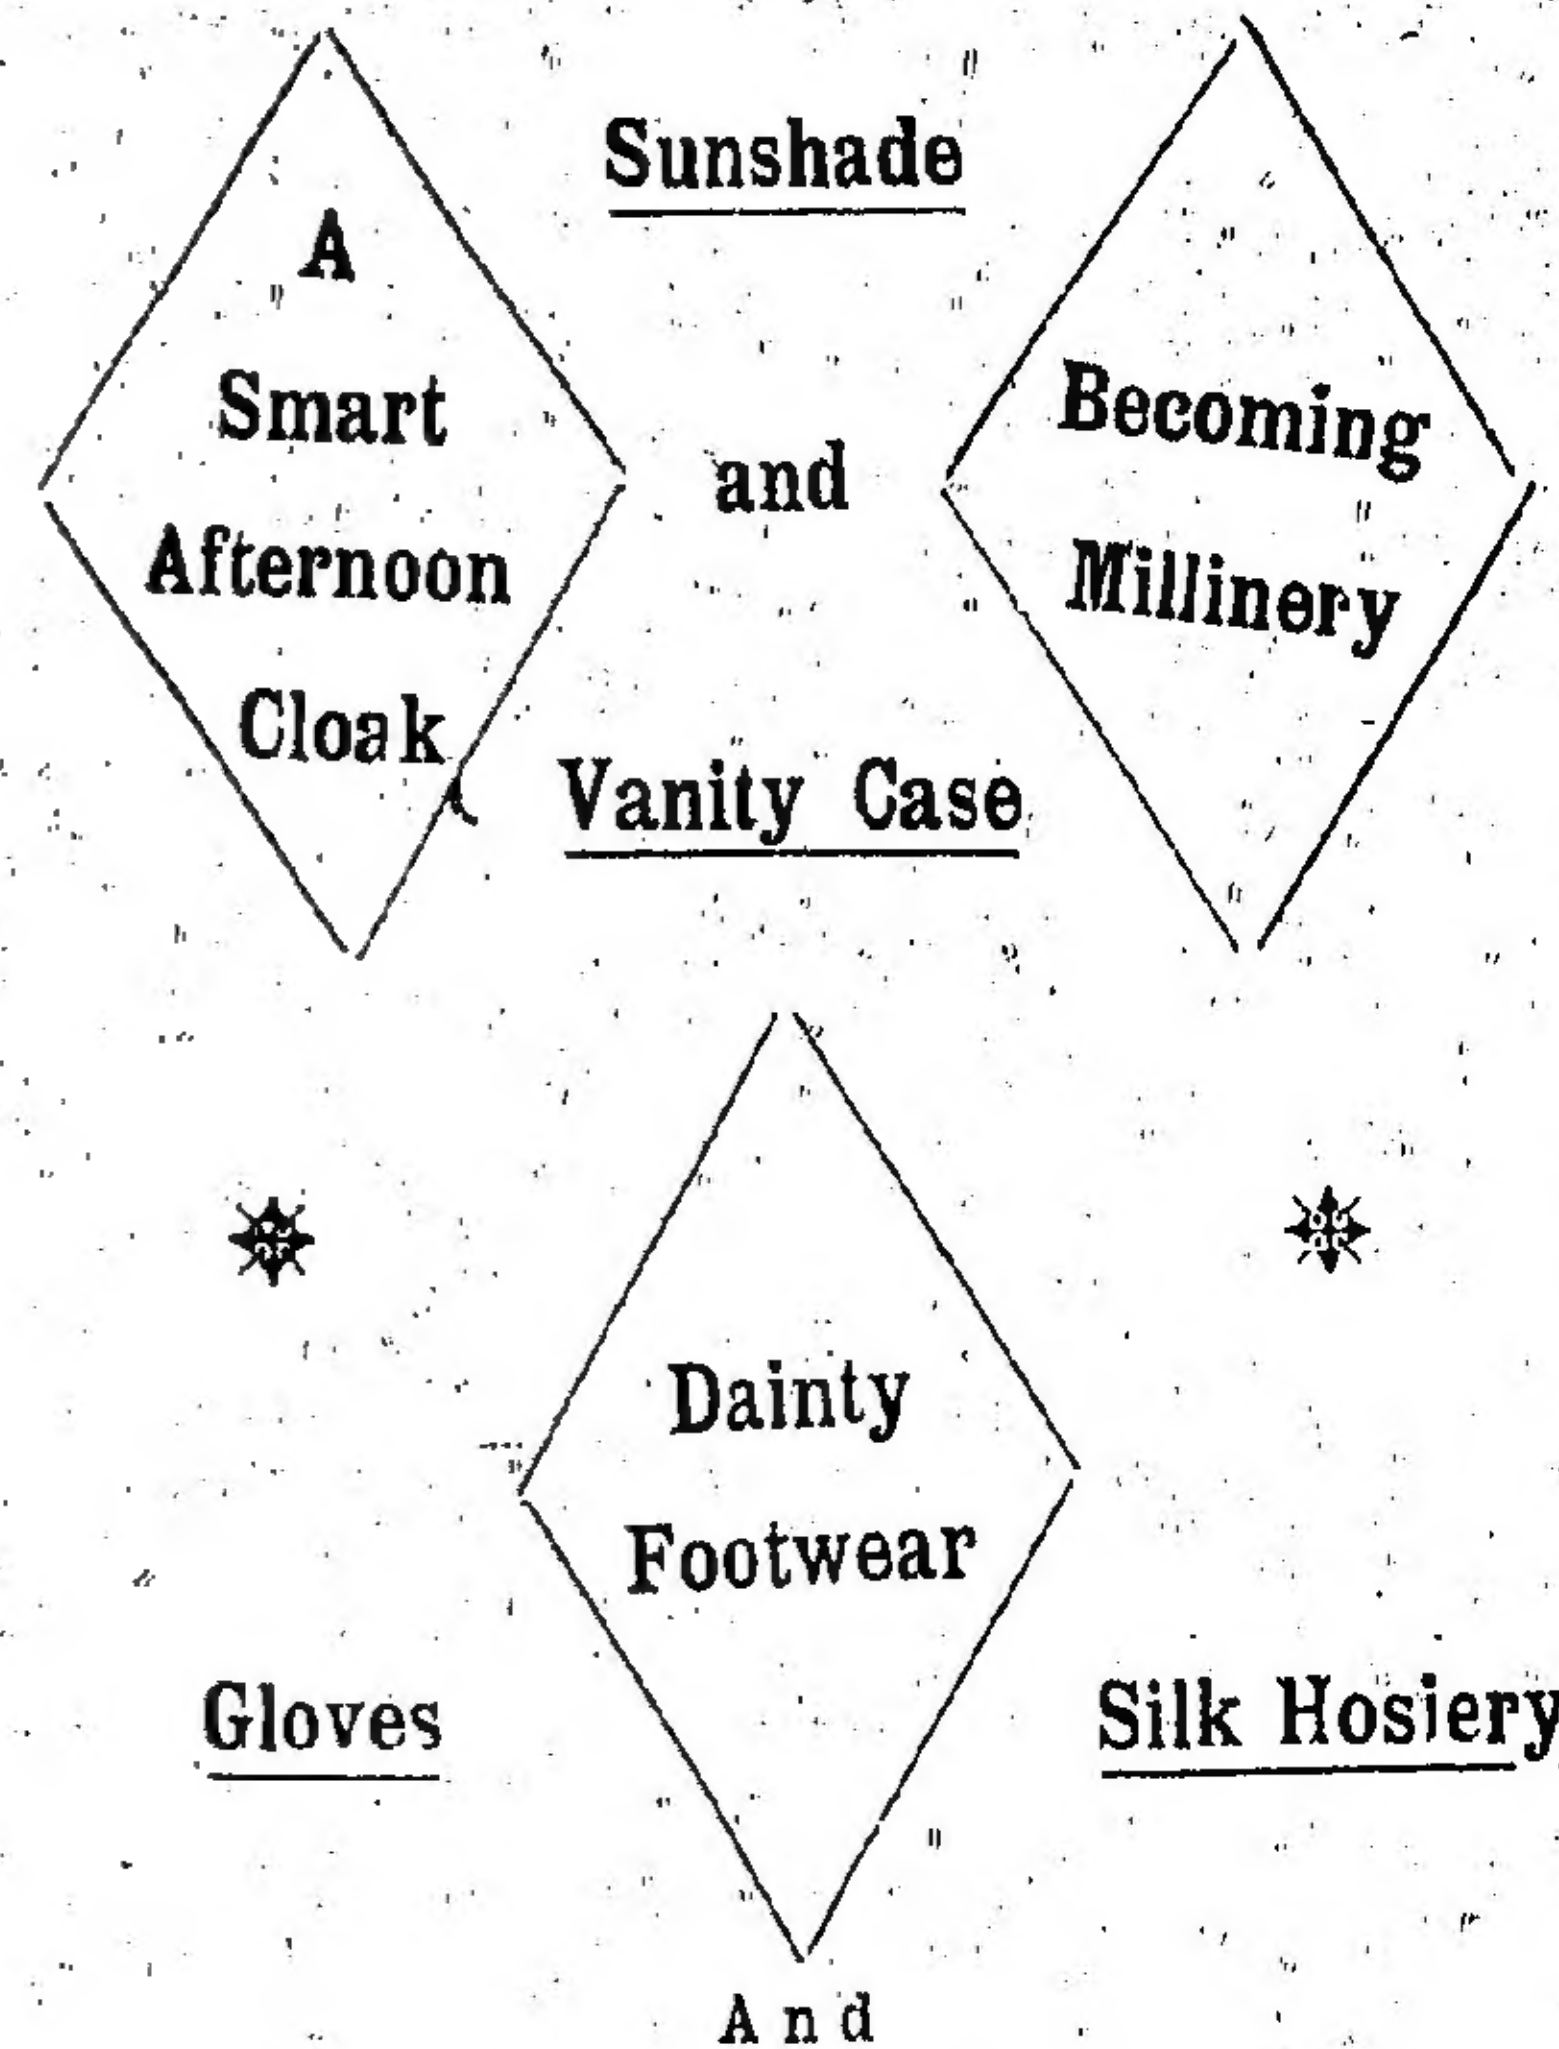 Sunshade
A
Smart
Afternoon
Cloak
and
Becoming
Millinery
Vanity Case
Dainty
Footwear
Gloves
Silk Hosiery
And